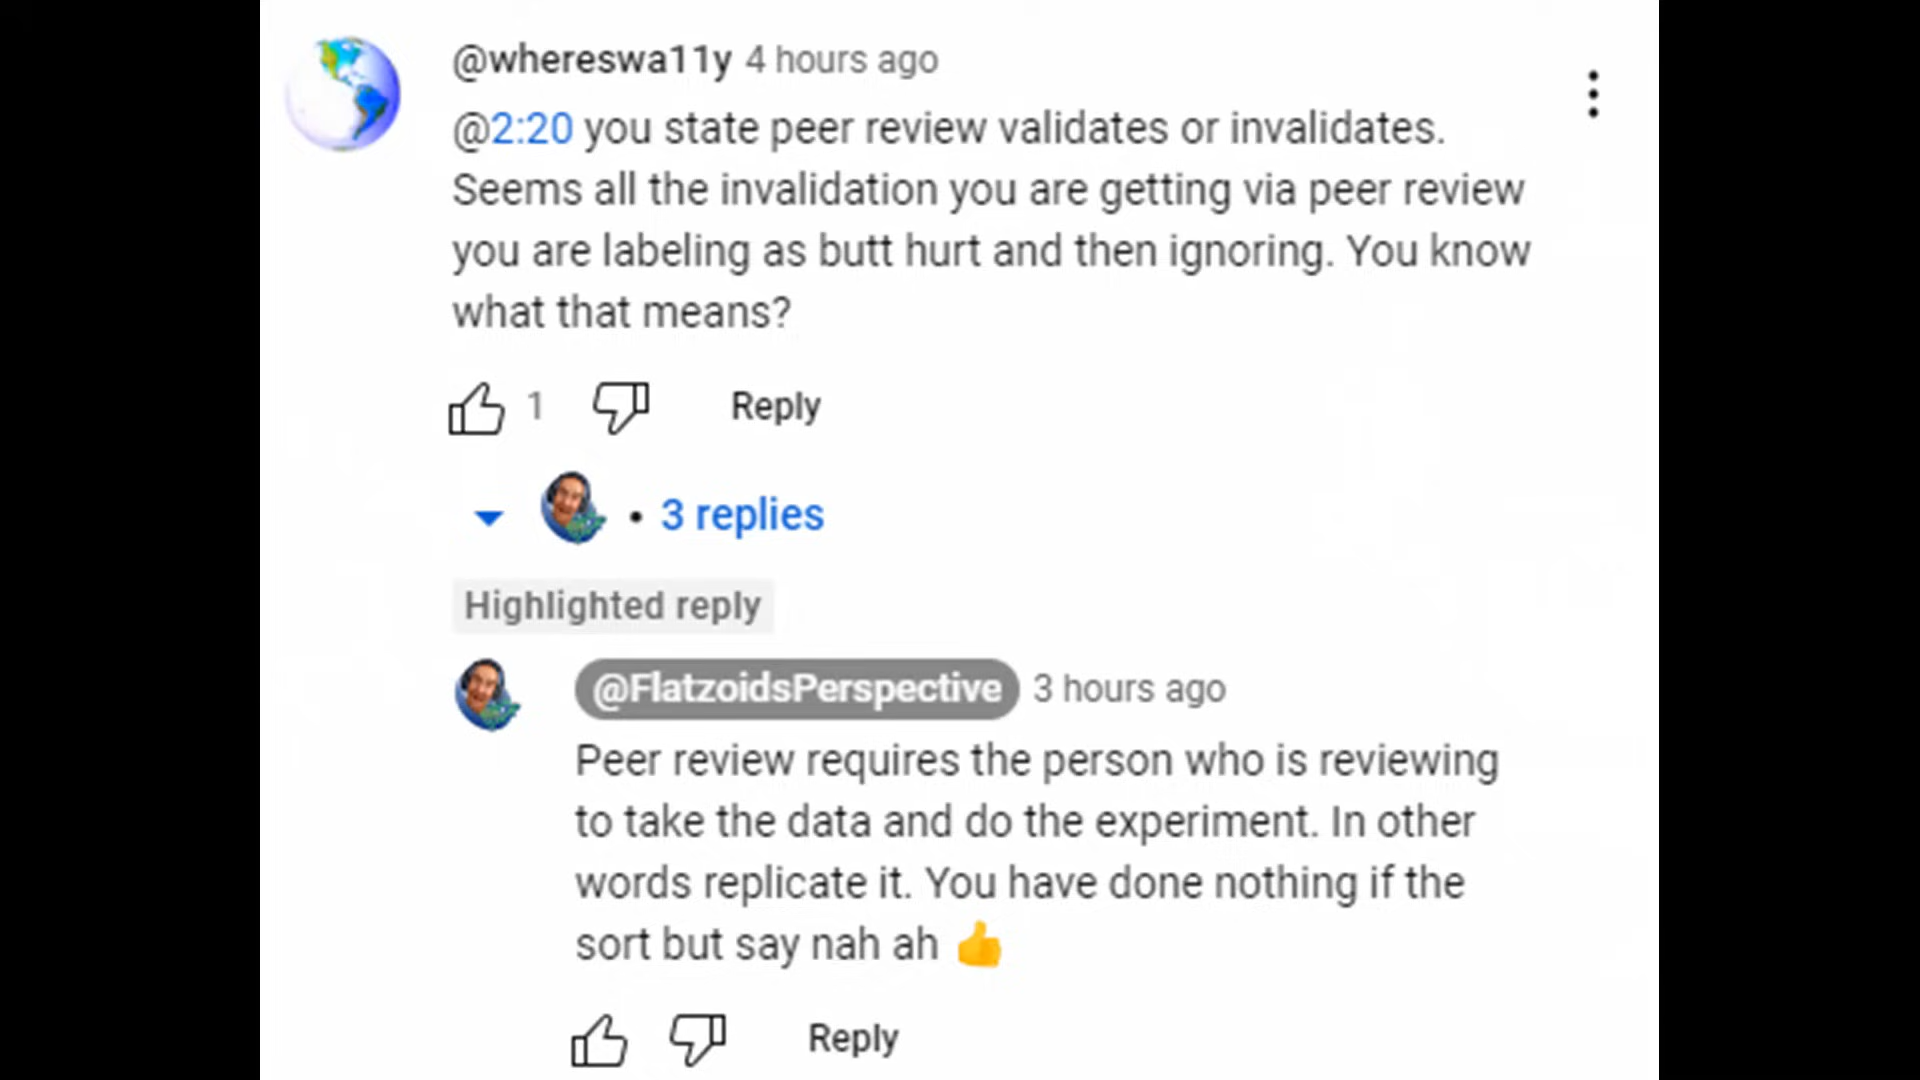 @whereswa11y 4 hours ago
@2:20 you state peer review validates or invalidates.
Seems all the invalidation you are getting via peer review
you are labeling as butt hurt and then ignoring. You know
what that means?
1 Reply
• 3 replies
Highlighted reply
@FlatzoidsPerspective 3 hours ago
Peer review requires the person who is reviewing
to take the data and do the experiment. In other
words replicate it. You have done nothing if the
sort but say nah ah 👍
Reply